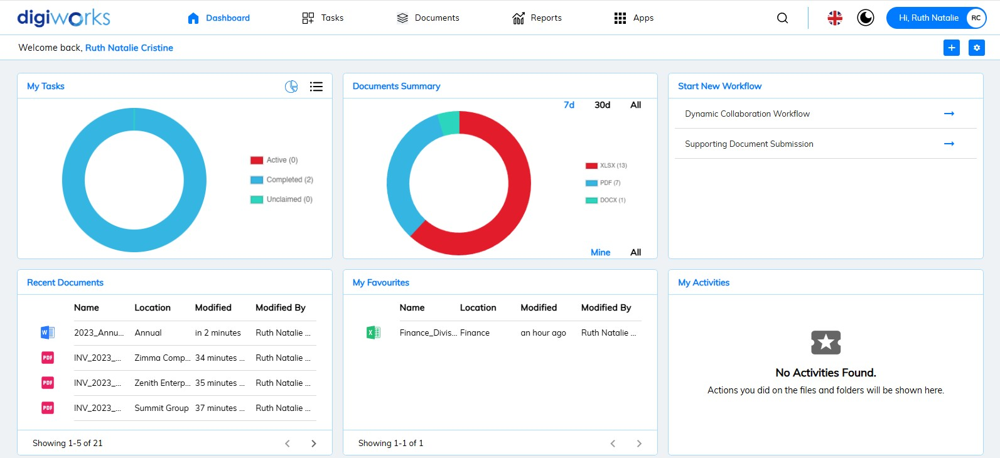 digiworks
Dashboard
Tasks
Documents
Reports
Apps
Hi, Ruth Natalie
RC
Welcome back, Ruth Natalie Cristine
My Tasks
Active (0)
Completed (2)
Unclaimed (0)
Documents Summary
7d 30d All
XLSX (13)
PDF (7)
DOCX (1)
Mine All
Start New Workflow
Dynamic Collaboration Workflow
Supporting Document Submission
Recent Documents
Name Location Modified Modified By
W 2023_Annu... Annual in 2 minutes Ruth Natalie ...
PDF INV_2023_... Zimma Comp... 34 minutes ... Ruth Natalie ...
PDF INV_2023_... Zenith Enterp... 35 minutes ... Ruth Natalie ...
PDF INV_2023_... Summit Group 37 minutes ... Ruth Natalie ...
Showing 1-5 of 21
My Favourites
Name Location Modified Modified By
X Finance_Divis... Finance an hour ago Ruth Natalie ...
Showing 1-1 of 1
My Activities
No Activities Found.
Actions you did on the files and folders will be shown here.